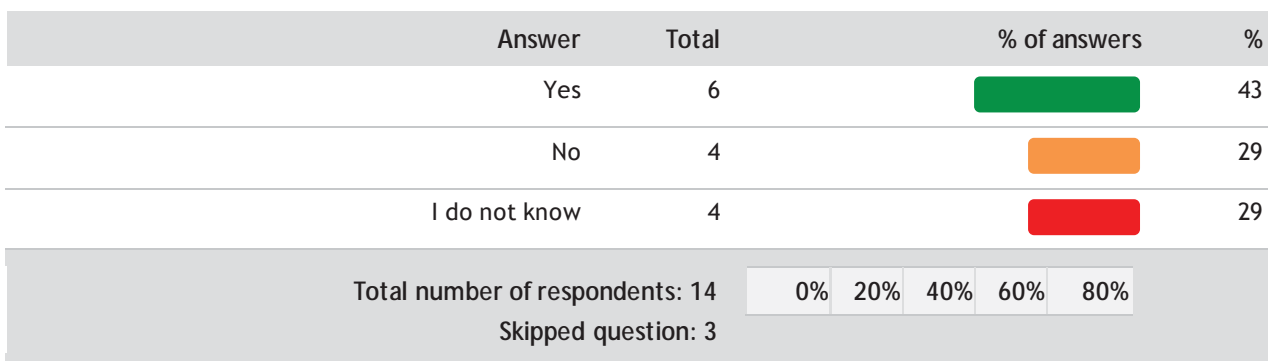 Answer Total % of answers %
Yes 6 43
No 4 29
I do not know 4 29
Total number of respondents: 14 0% 20% 40% 60% 80%
Skipped question: 3